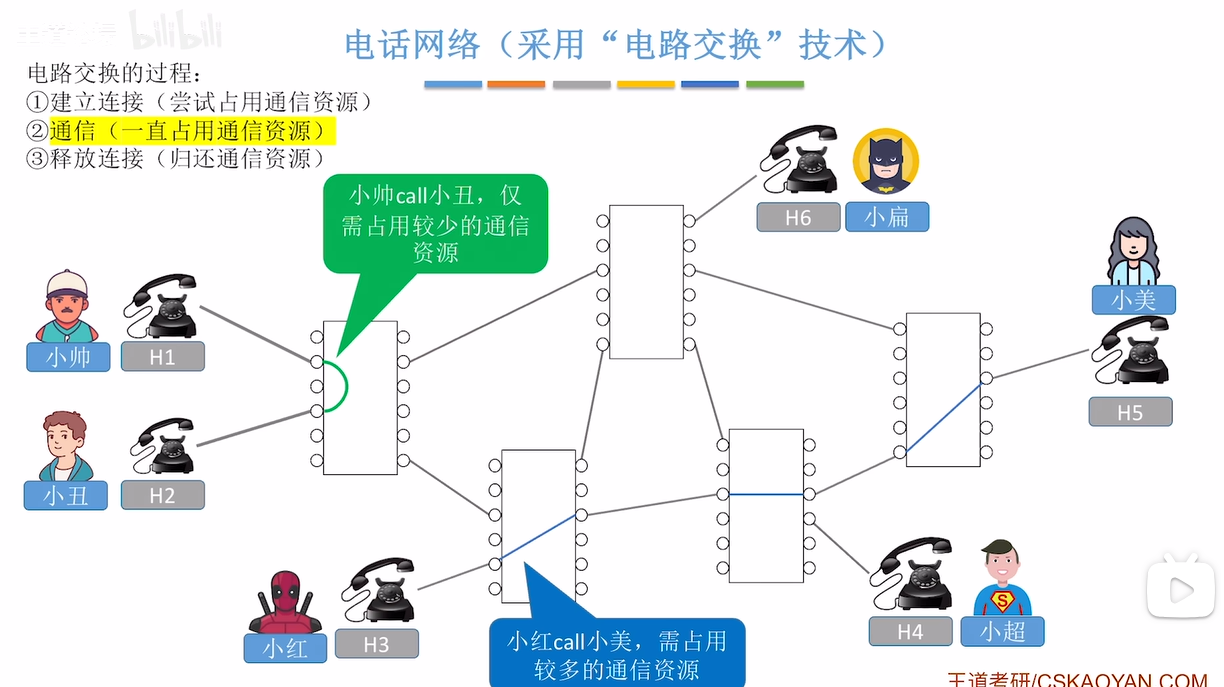 bilibili
电话网络（采用“电路交换”技术）
电路交换的过程：
①建立连接（尝试占用通信资源）
②通信（一直占用通信资源）
③释放连接（归还通信资源）
小帅call小丑，仅
需占用较少的通信
资源
H6
小扁
小美
小帅
H1
H5
小丑
H2
S
H4
小超
小红
H3
小红call小美，需占用
较多的通信资源
王道考研/CSKAOYAN.COM